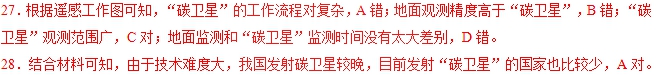 27．根据遥感工作图可知，“碳卫星”的工作流程对复杂，A 错；地面观测精度高于“碳卫星”，B 错；“碳
卫星”观测范围广，C 对；地面监测和“碳卫星”监测时间没有太大差别，D 错。
28．结合材料可知，由于技术难度大，我国发射碳卫星较晚，目前发射“碳卫星”的国家也比较少，A 对。